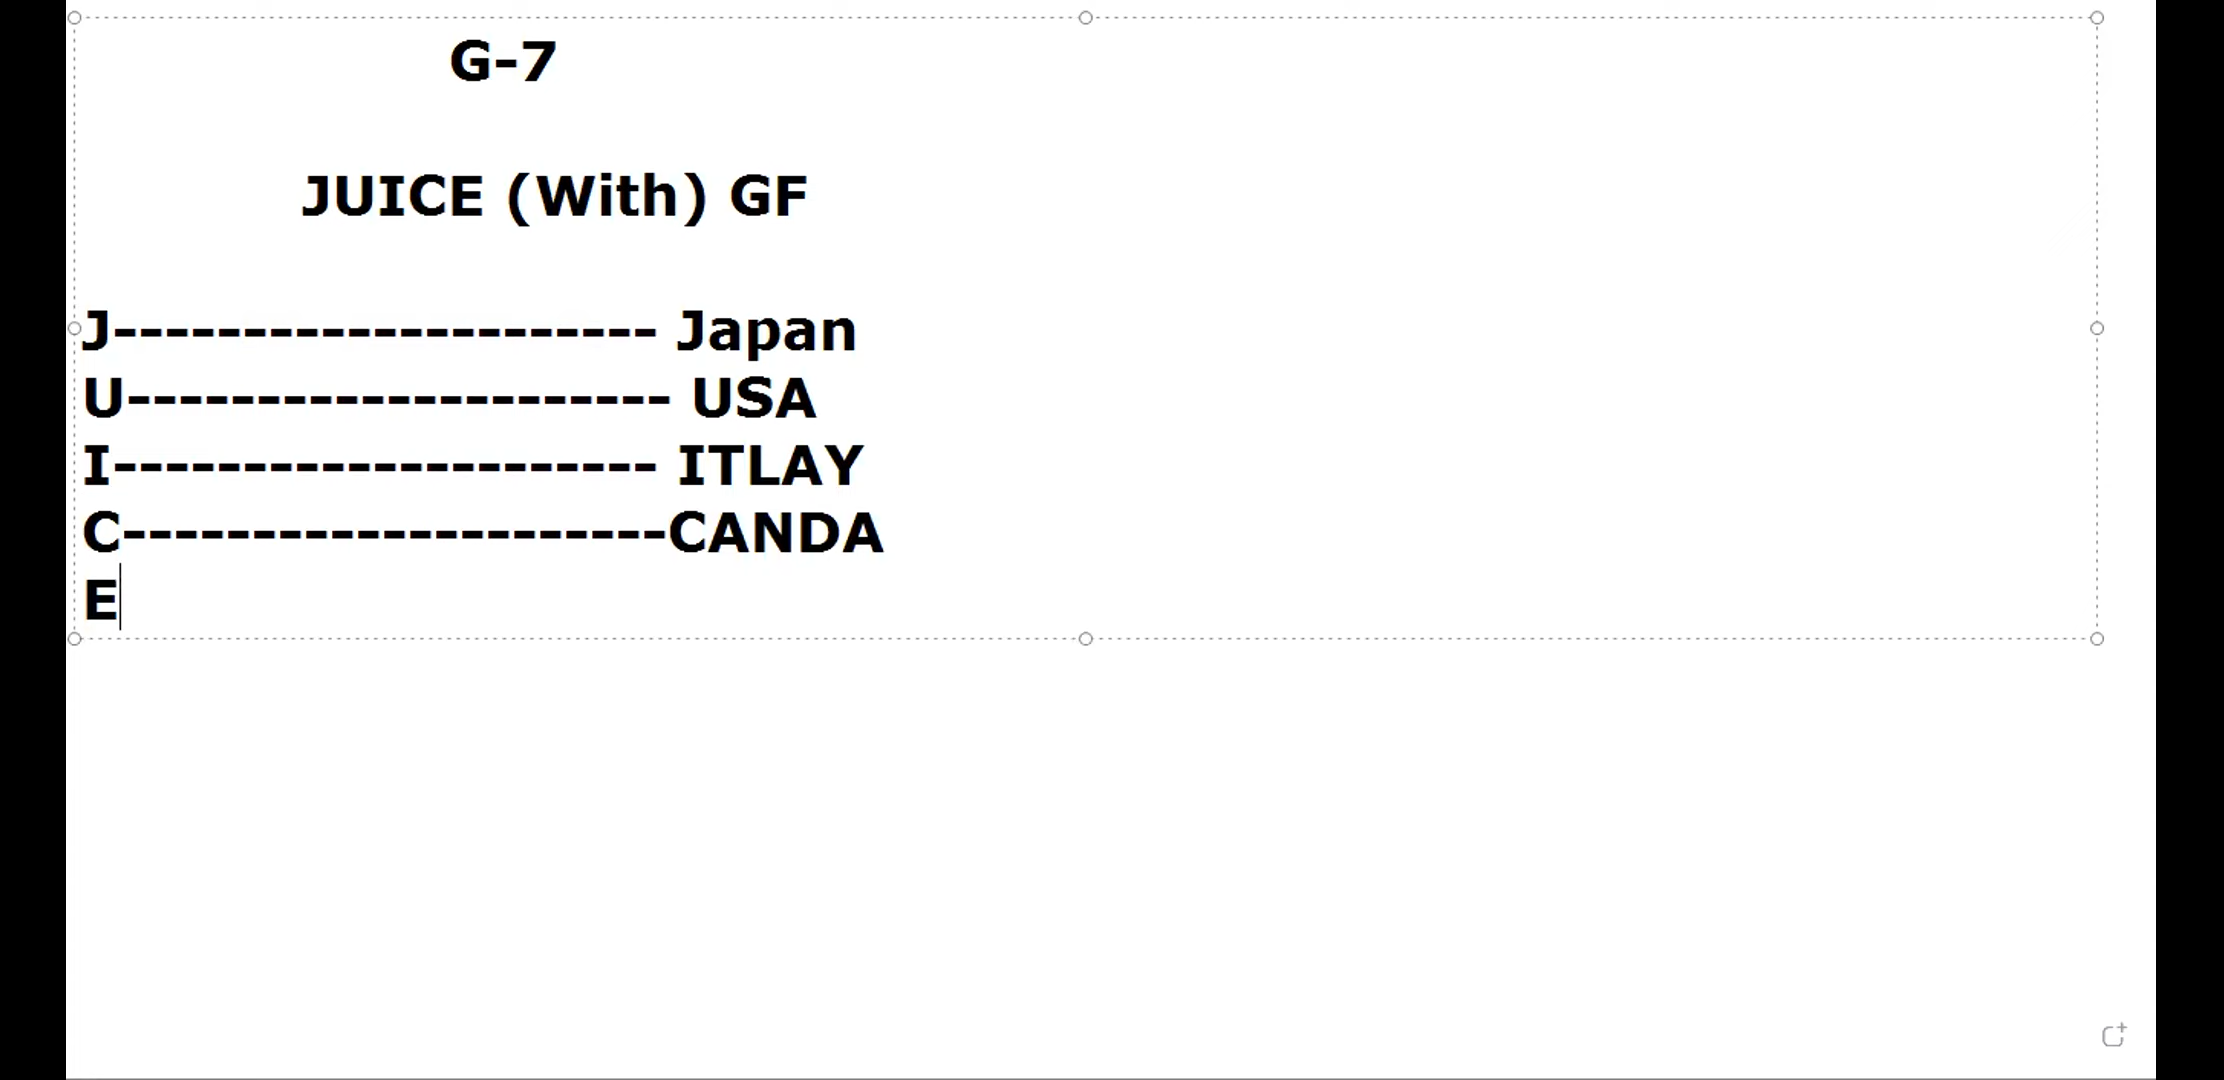 G-7
JUICE (With) GF
J--------------------- Japan
U--------------------- USA
I--------------------- ITLAY
C---------------------CANDA
E